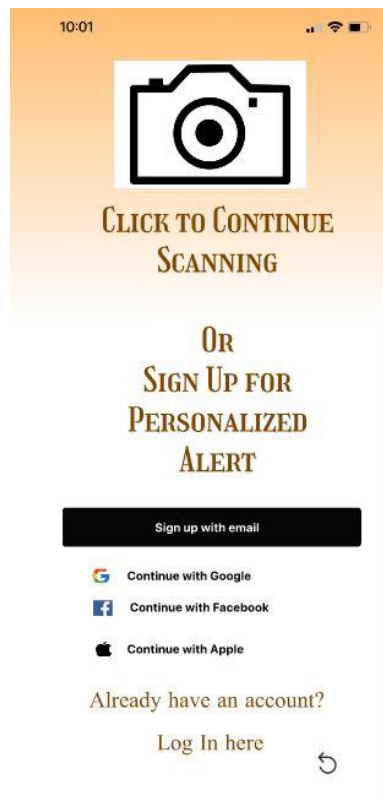 10:01
Click to Continue
Scanning
Or
Sign Up for
Personalized
Alert
Sign up with email
Continue with Google
Continue with Facebook
Continue with Apple
Already have an account?
Log In here